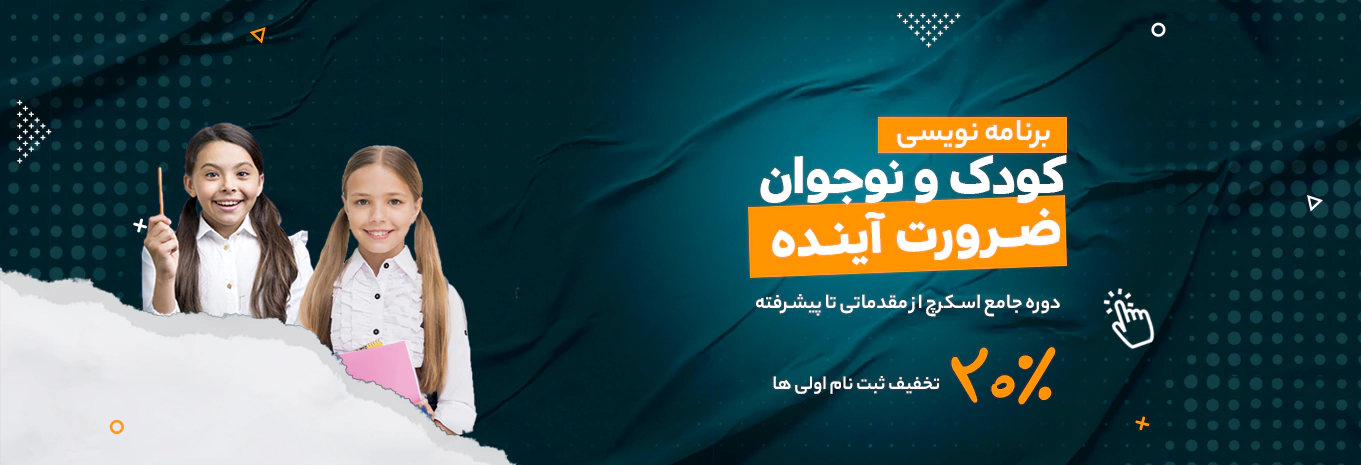 برنامه نویسی
کودک و نوجوان
ضرورت آینده
دوره جامع اسکرچ از مقدماتی تا پیشرفته
۲۰%
تخفیف ثبت نام اولی ها